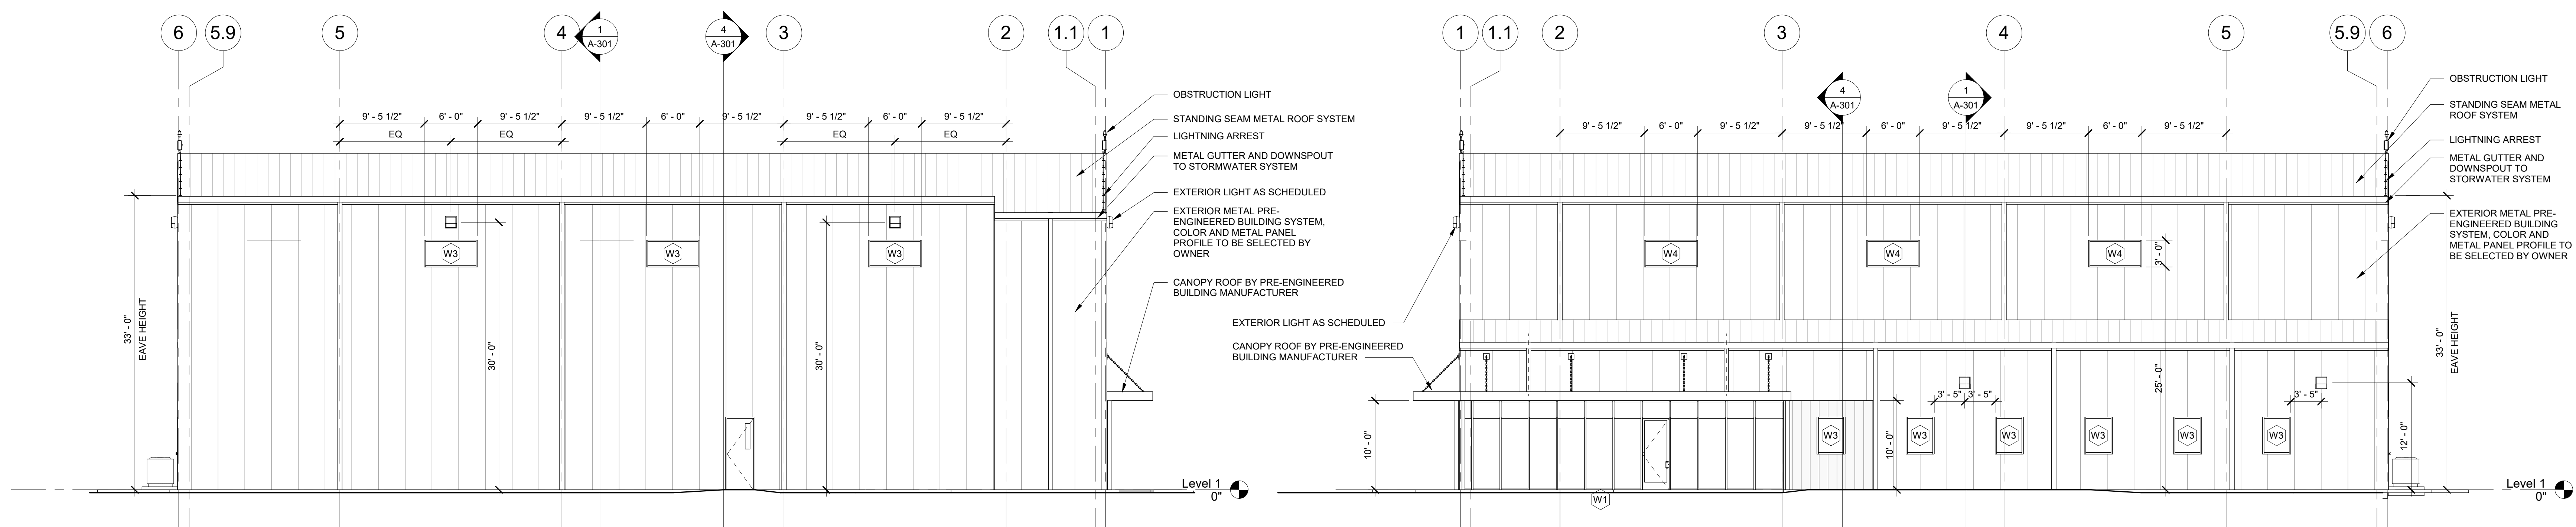 6
5.9
5
4
1
A-301
4
A-301
3
2
1.1
1
9' - 5 1/2"
6' - 0"
9' - 5 1/2"
9' - 5 1/2"
6' - 0"
9' - 5 1/2"
9' - 5 1/2"
6' - 0"
9' - 5 1/2"
EQ
EQ
EQ
EQ
OBSTRUCTION LIGHT
STANDING SEAM METAL ROOF SYSTEM
LIGHTNING ARREST
METAL GUTTER AND DOWNSPOUT
TO STORMWATER SYSTEM
EXTERIOR LIGHT AS SCHEDULED
EXTERIOR METAL PRE-
ENGINEERED BUILDING SYSTEM,
COLOR AND METAL PANEL
PROFILE TO BE SELECTED BY
OWNER
CANOPY ROOF BY PRE-ENGINEERED
BUILDING MANUFACTURER
W3
W3
W3
33' - 0"
EAVE HEIGHT
30' - 0"
30' - 0"
Level 1
0"
1
1.1
2
3
4
5
5.9
6
4
A-301
1
A-301
9' - 5 1/2"
6' - 0"
9' - 5 1/2"
9' - 5 1/2"
6' - 0"
9' - 5 1/2"
9' - 5 1/2"
6' - 0"
9' - 5 1/2"
OBSTRUCTION LIGHT
STANDING SEAM METAL
ROOF SYSTEM
LIGHTNING ARREST
METAL GUTTER AND
DOWNSPOUT TO
STORWATER SYSTEM
EXTERIOR METAL PRE-
ENGINEERED BUILDING
SYSTEM, COLOR AND
METAL PANEL PROFILE TO
BE SELECTED BY OWNER
W4
W4
W4
3' - 0"
EXTERIOR LIGHT AS SCHEDULED
CANOPY ROOF BY PRE-ENGINEERED
BUILDING MANUFACTURER
33' - 0"
EAVE HEIGHT
25' - 0"
3' - 5"
3' - 5"
3' - 5"
10' - 0"
10' - 0"
12' - 0"
W3
W3
W3
W3
W3
W3
W1
Level 1
0"